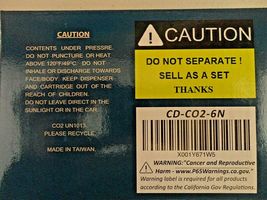 CAUTION
CONTENTS UNDER PRESSURE.
DO NOT PUNCTURE OR HEAT
ABOVE 120°F/49°C. DO NOT
INHALE OR DISCHARGE TOWARDS
FACE/BODY. KEEP DISPENSER
AND CARTRIDGE OUT OF THE
REACH OF CHILDREN.
DO NOT LEAVE DIRECT IN THE
SUNLIGHT OR IN THE CAR.
CO2 UN1013
PLEASE RECYCLE.
MADE IN TAIWAN.
CAUTION
DO NOT SEPARATE !
SELL AS A SET
THANKS
CD-CO2-6N
X001Y671W5
WARNING: "Cancer and Reproductive
Harm - www.P65Warnings.ca.gov."
Warning label is required for all products
according to the California Gov Regulations.